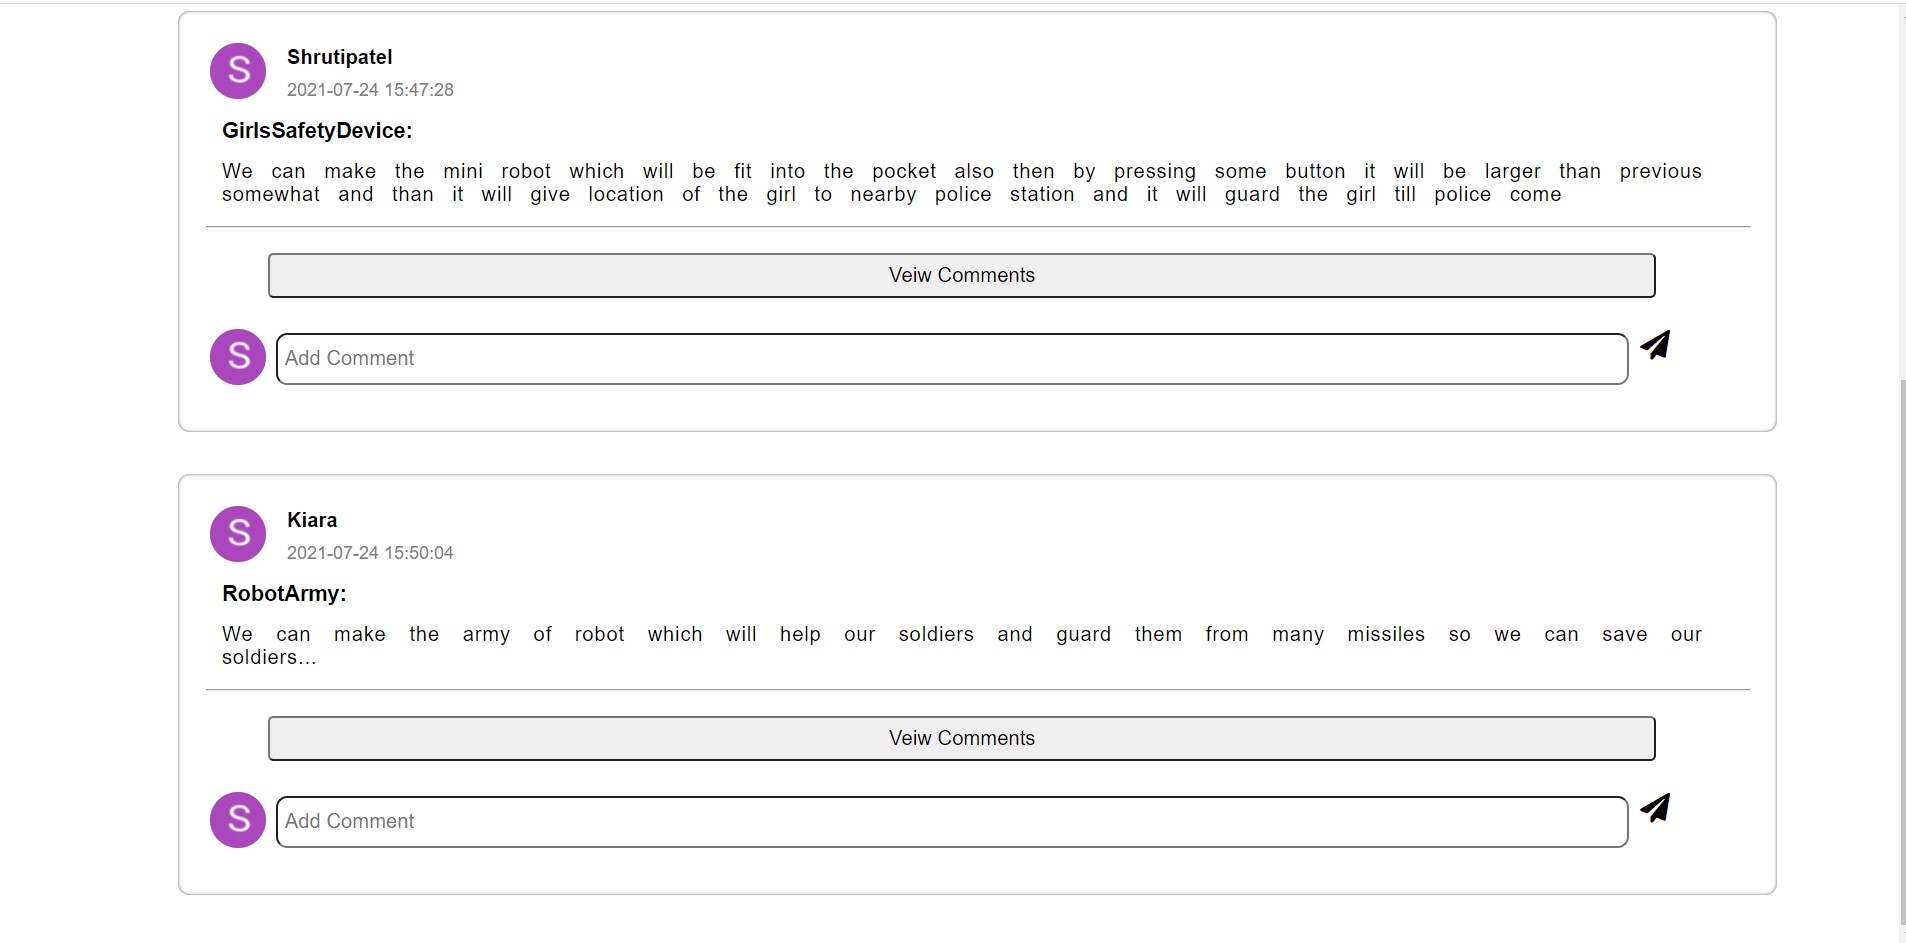 S
Shrutipatel
2021-07-24 15:47:28
GirlsSafetyDevice:
We can make the mini robot which will be fit into the pocket also then by pressing some button it will be larger than previous
somewhat and than it will give location of the girl to nearby police station and it will guard the girl till police come
Veiw Comments
S
Add Comment
S
Kiara
2021-07-24 15:50:04
RobotArmy:
We can make the army of robot which will help our soldiers and guard them from many missiles so we can save our
soldiers...
Veiw Comments
S
Add Comment